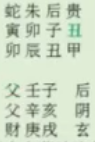 蛇朱后贵
寅卯子丑
卯辰丑甲
父 壬子 后
父 辛亥 阴
财 庚戌 玄